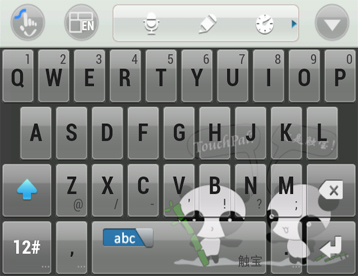 EN
1 2 3 4 5 6 7 8 9 0
Q W E R T Y U I O P
A S D F G H J K L
TouchPal
Z X C V B N M
@ / - ' ! ? ;
12# , abc 触宝 .